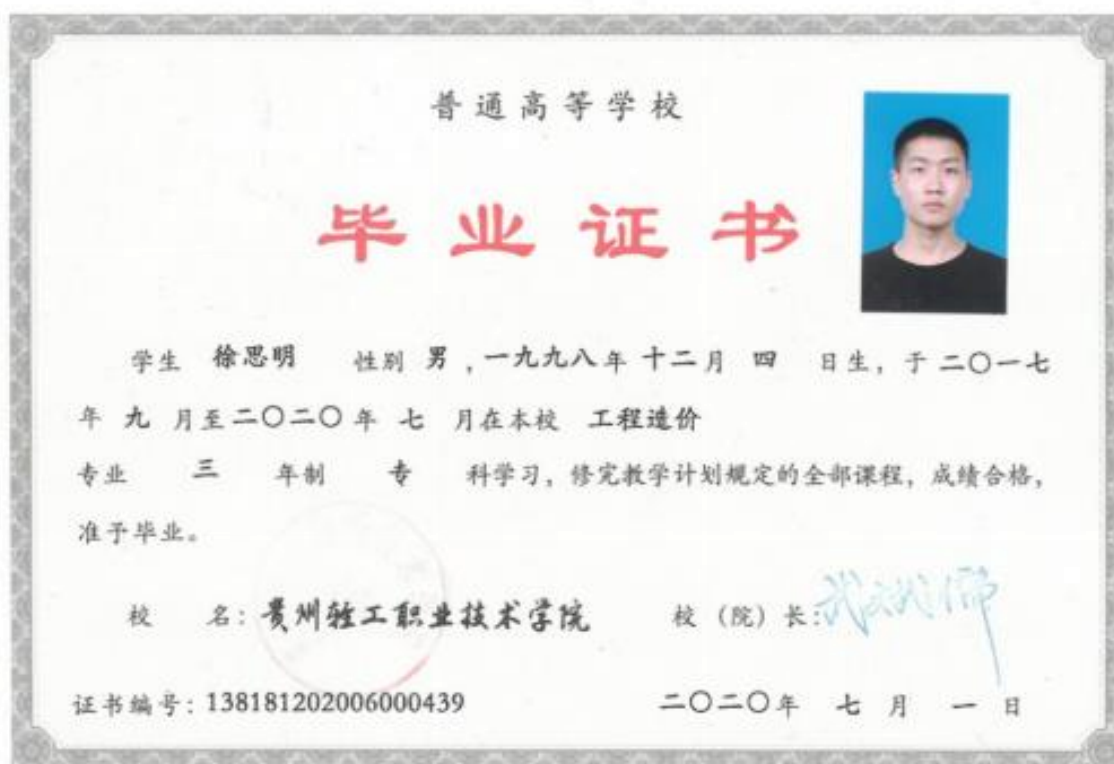 普通高等学校
毕业证书
学生 徐思明 性别 男，一九九八年 十二月 四 日生，于 二〇一七
年 九 月至 二〇二〇 年 七 月在本校 工程造价
专业 三 年制 专 科学习，修完教学计划规定的全部课程，成绩合格，
准予毕业。
校 名：贵州轻工职业技术学院 校（院）长：
证书编号：138181202006000439 二〇二〇年 七 月 一 日